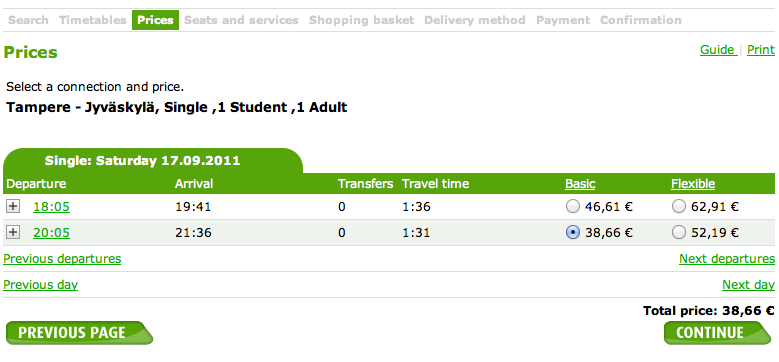 Search Timetables Prices Seats and services Shopping basket Delivery method Payment Confirmation
Prices
Guide | Print
Select a connection and price.
Tampere - Jyväskylä, Single ,1 Student ,1 Adult
Single: Saturday 17.09.2011
Departure Arrival Transfers Travel time Basic Flexible
18:05 19:41 0 1:36 46,61 € 62,91 €
20:05 21:36 0 1:31 38,66 € 52,19 €
Previous departures Next departures
Previous day Next day
Total price: 38,66 €
PREVIOUS PAGE CONTINUE